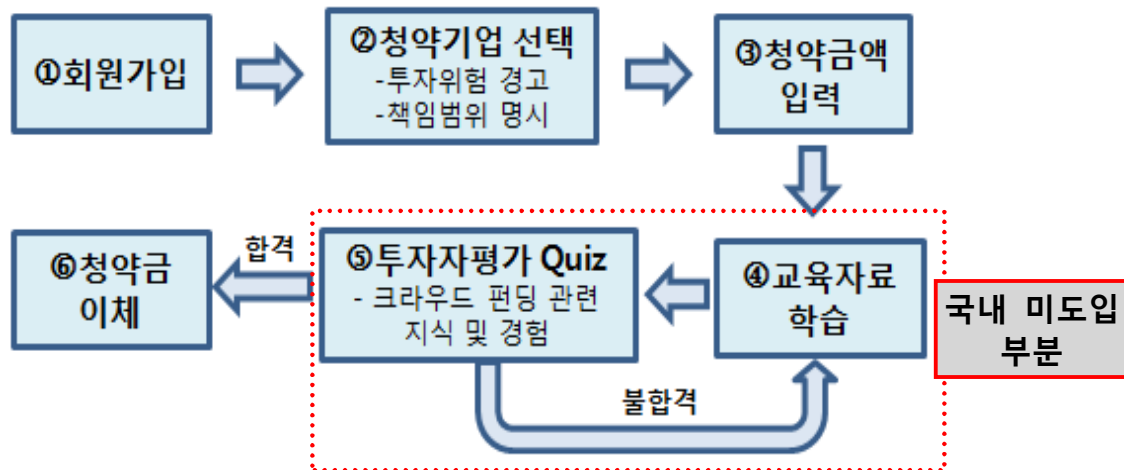 ①회원가입
②청약기업 선택
-투자위험 경고
-책임범위 명시
③청약금액
입력
④교육자료
학습
국내 미도입
부분
⑤투자자평가 Quiz
- 크라우드 펀딩 관련
지식 및 경험
불합격
합격
⑥청약금
이체